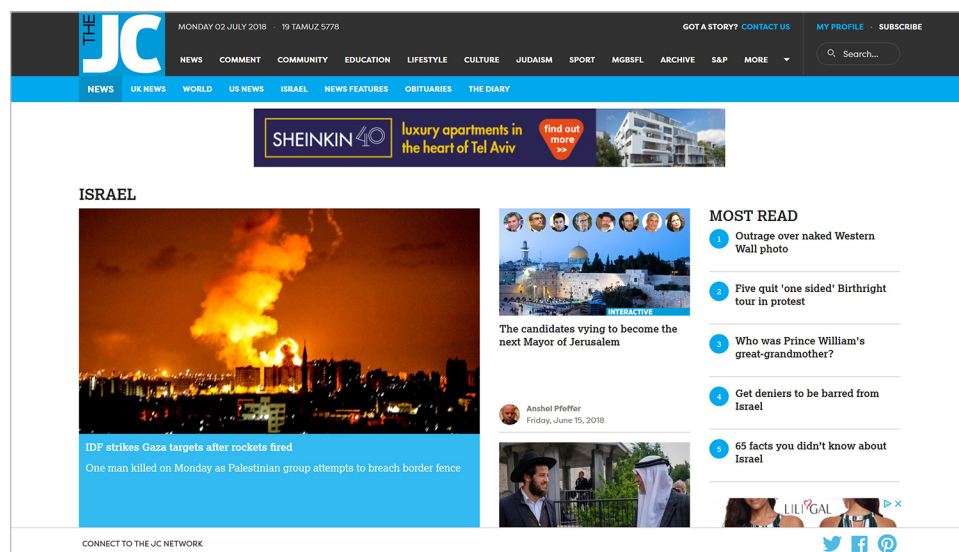 THE JC
MONDAY 02 JULY 2018 · 19 TAMUZ 5778
GOT A STORY? CONTACT US
MY PROFILE · SUBSCRIBE
NEWS COMMENT COMMUNITY EDUCATION LIFESTYLE CULTURE JUDAISM SPORT MGBSFL ARCHIVE S&P MORE
Search...
NEWS UK NEWS WORLD US NEWS ISRAEL NEWS FEATURES OBITUARIES THE DIARY
SHEINKIN 40
luxury apartments in
the heart of Tel Aviv
find out
more
>>
ISRAEL
IDF strikes Gaza targets after rockets fired
One man killed on Monday as Palestinian group attempts to breach border fence
INTERACTIVE
The candidates vying to become the
next Mayor of Jerusalem
Anshel Pfeffer
Friday, June 15, 2018
MOST READ
1 Outrage over naked Western
Wall photo
2 Five quit 'one sided' Birthright
tour in protest
3 Who was Prince William's
great-grandmother?
4 Get deniers to be barred from
Israel
5 65 facts you didn't know about
Israel
LILI GAL
CONNECT TO THE JC NETWORK